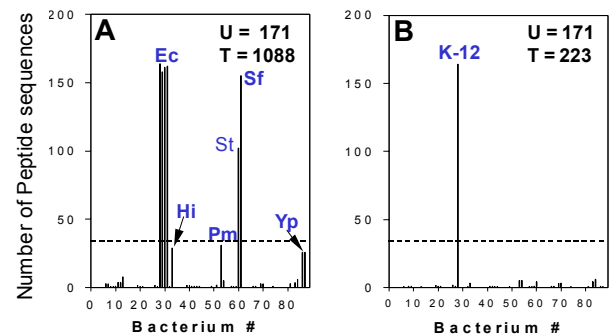 Number of Peptide sequences
A
U = 171
T = 1088
Ec
Sf
St
Hi
Pm
Yp
200
150
100
50
0
0 10 20 30 40 50 60 70 80
Bacterium #
B
U = 171
T = 223
K-12
200
150
100
50
0
0 10 20 30 40 50 60 70 80
Bacterium #